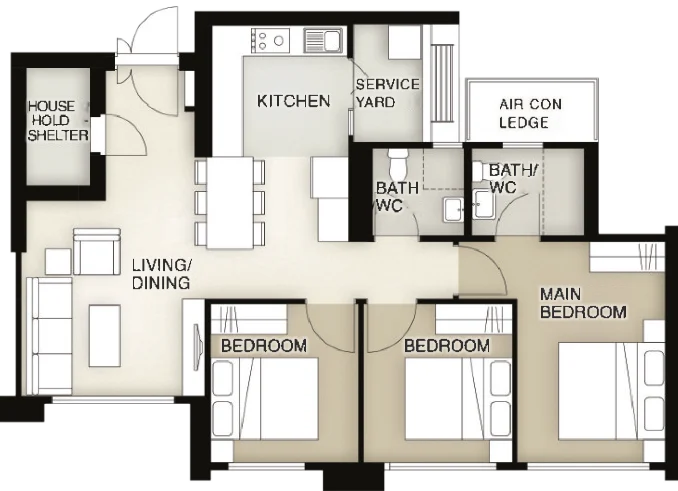 HOUSE
HOLD
SHELTER
KITCHEN
SERVICE
YARD
AIR CON
LEDGE
BATH
WC
BATH/
WC
LIVING/
DINING
MAIN
BEDROOM
BEDROOM
BEDROOM